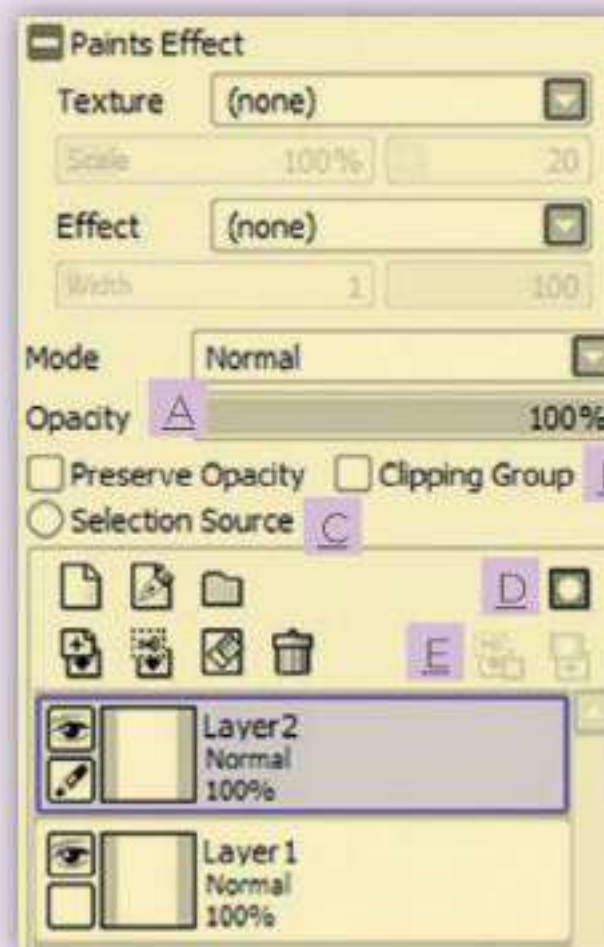 Paints Effect
Texture (none)
Scale 100% 20
Effect (none)
Width 1 100
Mode Normal
Opacity A 100%
Preserve Opacity Clipping Group
Selection Source C
D
E
Layer2
Normal
100%
Layer1
Normal
100%